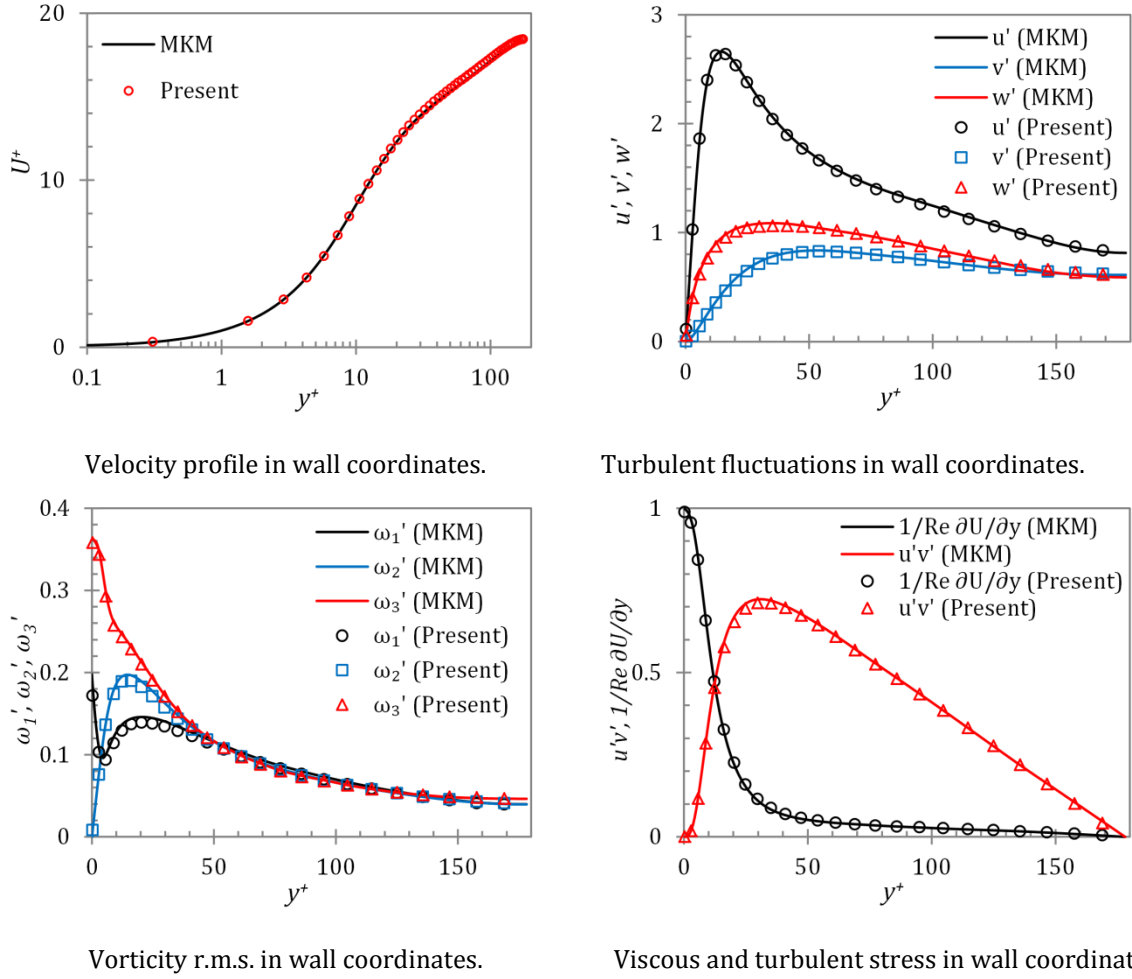 20
10
0
0.1
1
10
100
U+
y+
MKM
Present
Velocity profile in wall coordinates.
3
2
1
0
0
50
100
150
u', v', w'
y+
u' (MKM)
v' (MKM)
w' (MKM)
u' (Present)
v' (Present)
w' (Present)
Turbulent fluctuations in wall coordinates.
0.4
0.3
0.2
0.1
0
0
50
100
150
ω1', ω2', ω3'
y+
ω1' (MKM)
ω2' (MKM)
ω3' (MKM)
ω1' (Present)
ω2' (Present)
ω3' (Present)
Vorticity r.m.s. in wall coordinates.
1
0.5
0
0
50
100
150
u'v', 1/Re ∂U/∂y
y+
1/Re ∂U/∂y (MKM)
u'v' (MKM)
1/Re ∂U/∂y (Present)
u'v' (Present)
Viscous and turbulent stress in wall coordinat